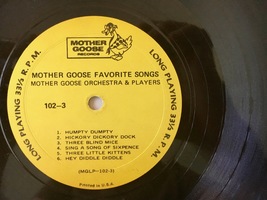 MOTHER
GOOSE
RECORDS
LONG PLAYING 33⅓ R.P.M.
LONG PLAYING 33⅓ R.P.M.
MOTHER GOOSE FAVORITE SONGS
MOTHER GOOSE ORCHESTRA & PLAYERS
102-3
1. HUMPTY DUMPTY
2. HICKORY DICKORY DOCK
3. THREE BLIND MICE
4. SING A SONG OF SIXPENCE
5. THREE LITTLE KITTENS
6. HEY DIDDLE DIDDLE
(MGLP-102-3)
Printed in U.S.A.